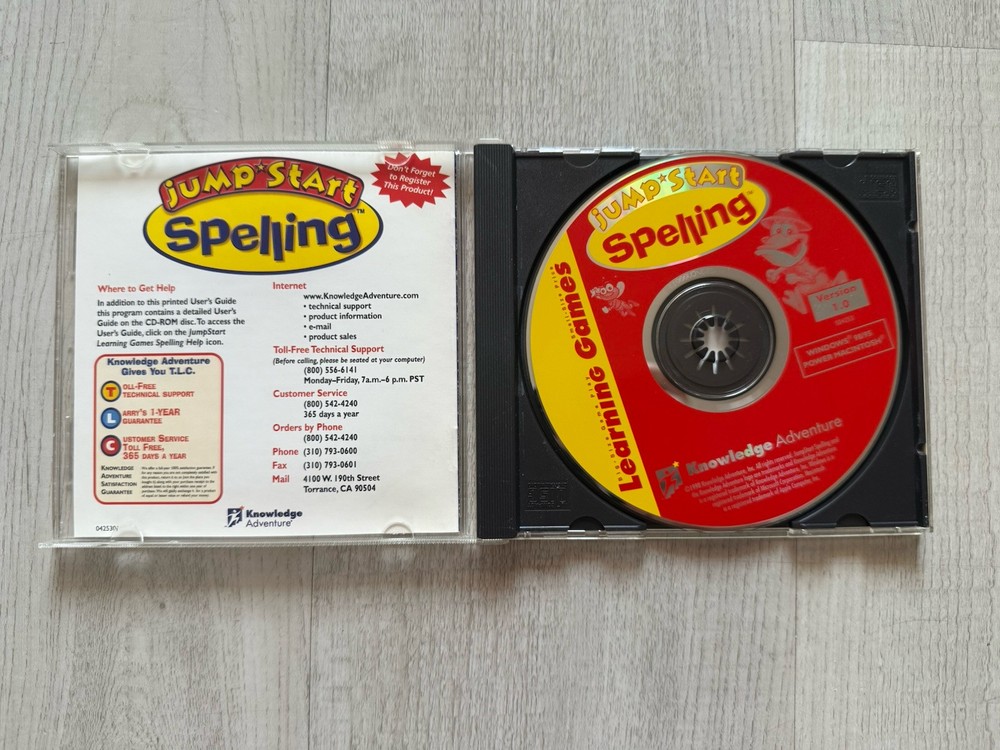 JumpStart
Spelling™
Don't Forget
to Register
This Product!
Where to Get Help
In addition to this printed User's Guide
this program contains a detailed User's
Guide on the CD-ROM disc. To access the
User's Guide, click on the JumpStart
Learning Games Spelling Help icon.
Knowledge Adventure
Gives You T.L.C.
TOLL-FREE
TECHNICAL SUPPORT
LARRY'S 1-YEAR
GUARANTEE
CUSTOMER SERVICE
TOLL FREE,
365 DAYS A YEAR
KNOWLEDGE
ADVENTURE
SATISFACTION
GUARANTEE
Internet
www.KnowledgeAdventure.com
• technical support
• product information
• e-mail
• product sales
Toll-Free Technical Support
(Before calling, please be seated at your computer)
(800) 556-6141
Monday–Friday, 7a.m.–6 p.m. PST
Customer Service
(800) 542-4240
365 days a year
Orders by Phone
(800) 542-4240
Phone (310) 793-0600
Fax (310) 793-0601
Mail 4100 W. 190th Street
Torrance, CA 90504
Knowledge
Adventure®
JumpStart
Spelling™
Learning Games
Version
1.0
WINDOWS® 95/95
POWER MACINTOSH®
Knowledge Adventure